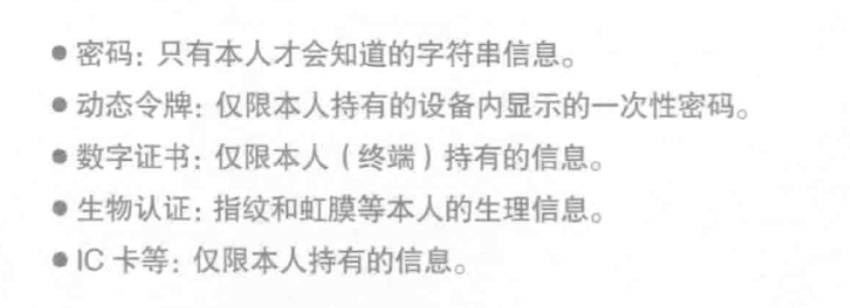 ● 密码：只有本人才会知道的字符串信息。
● 动态令牌：仅限本人持有的设备内显示的一次性密码。
● 数字证书：仅限本人（终端）持有的信息。
● 生物认证：指纹和虹膜等本人的生理信息。
● IC 卡等：仅限本人持有的信息。